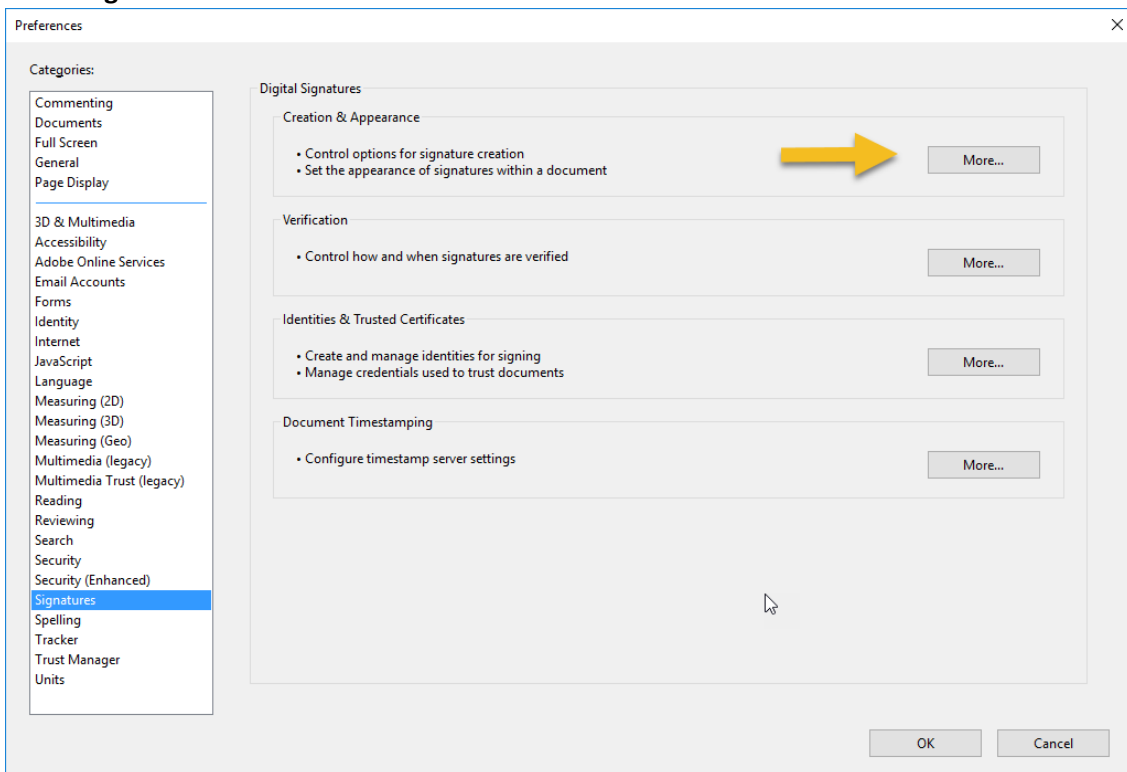 Preferences
Categories:
Commenting
Documents
Full Screen
General
Page Display
3D & Multimedia
Accessibility
Adobe Online Services
Email Accounts
Forms
Identity
Internet
JavaScript
Language
Measuring (2D)
Measuring (3D)
Measuring (Geo)
Multimedia (legacy)
Multimedia Trust (legacy)
Reading
Reviewing
Search
Security
Security (Enhanced)
Signatures
Spelling
Tracker
Trust Manager
Units
Digital Signatures
Creation & Appearance
• Control options for signature creation
• Set the appearance of signatures within a document
More...
Verification
• Control how and when signatures are verified
More...
Identities & Trusted Certificates
• Create and manage identities for signing
• Manage credentials used to trust documents
More...
Document Timestamping
• Configure timestamp server settings
More...
OK
Cancel